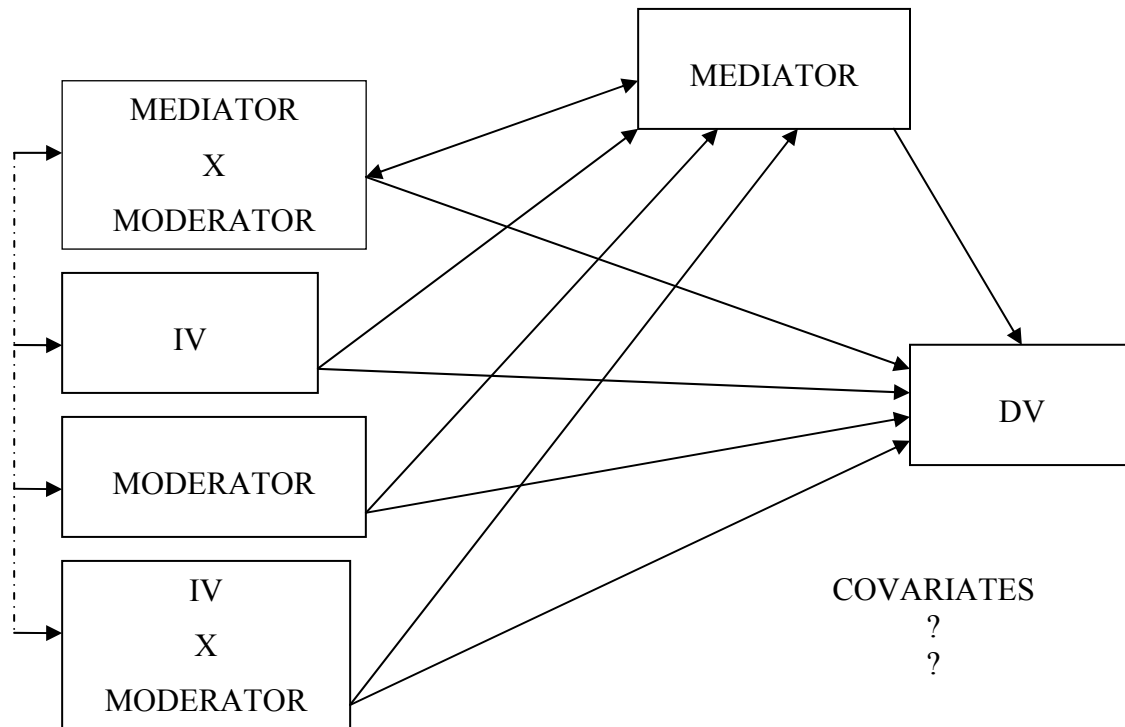 MEDIATOR
MEDIATOR
X
MODERATOR
IV
DV
MODERATOR
IV
X
MODERATOR
COVARIATES
?
?